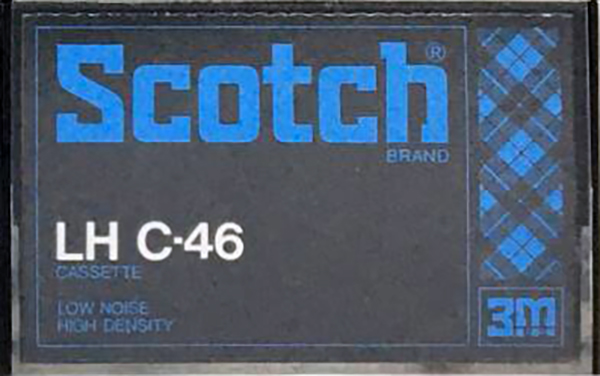 Scotch®
BRAND
LH C-46
CASSETTE
LOW NOISE
HIGH DENSITY
3m